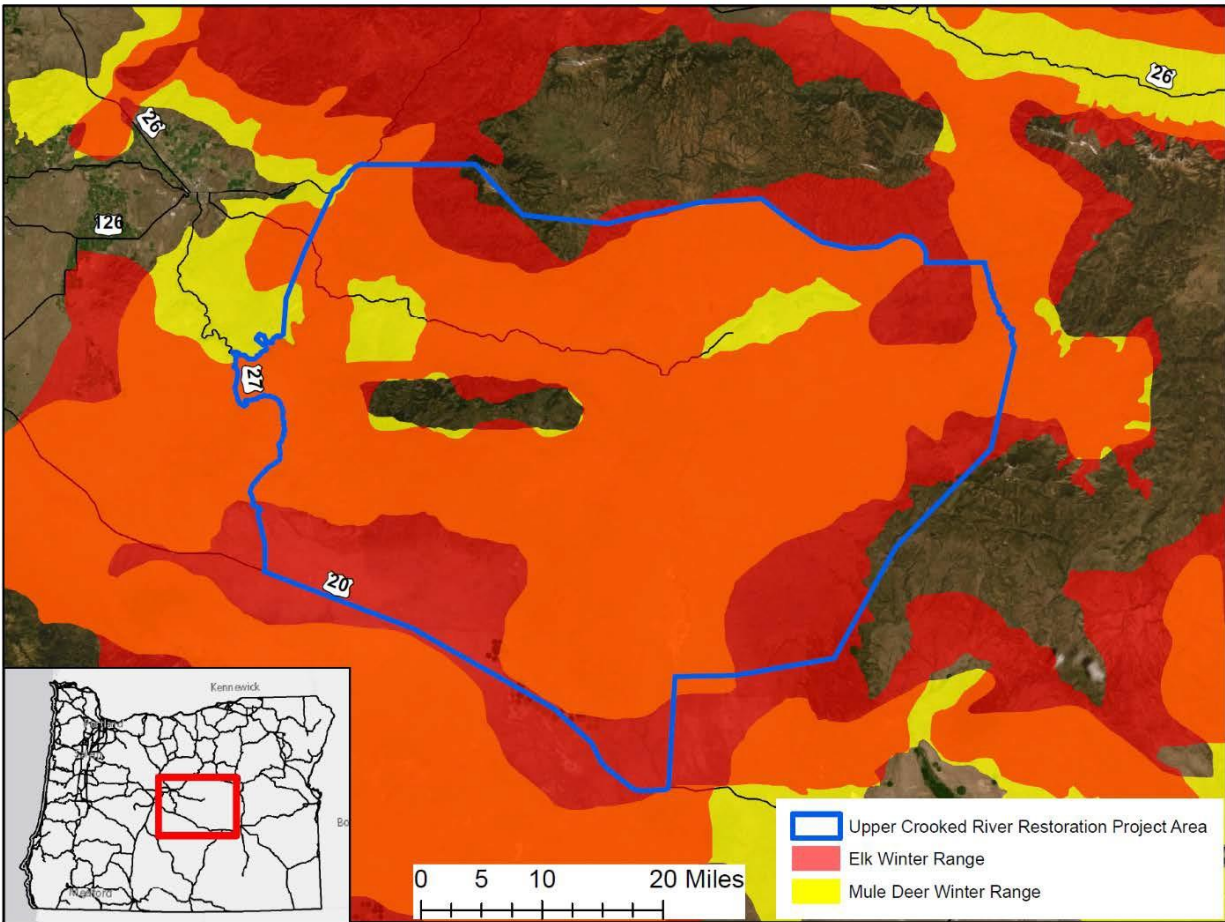 26
26
126
27
20
Kennewick
Upper Crooked River Restoration Project Area
Elk Winter Range
Mule Deer Winter Range
0 5 10 20 Miles